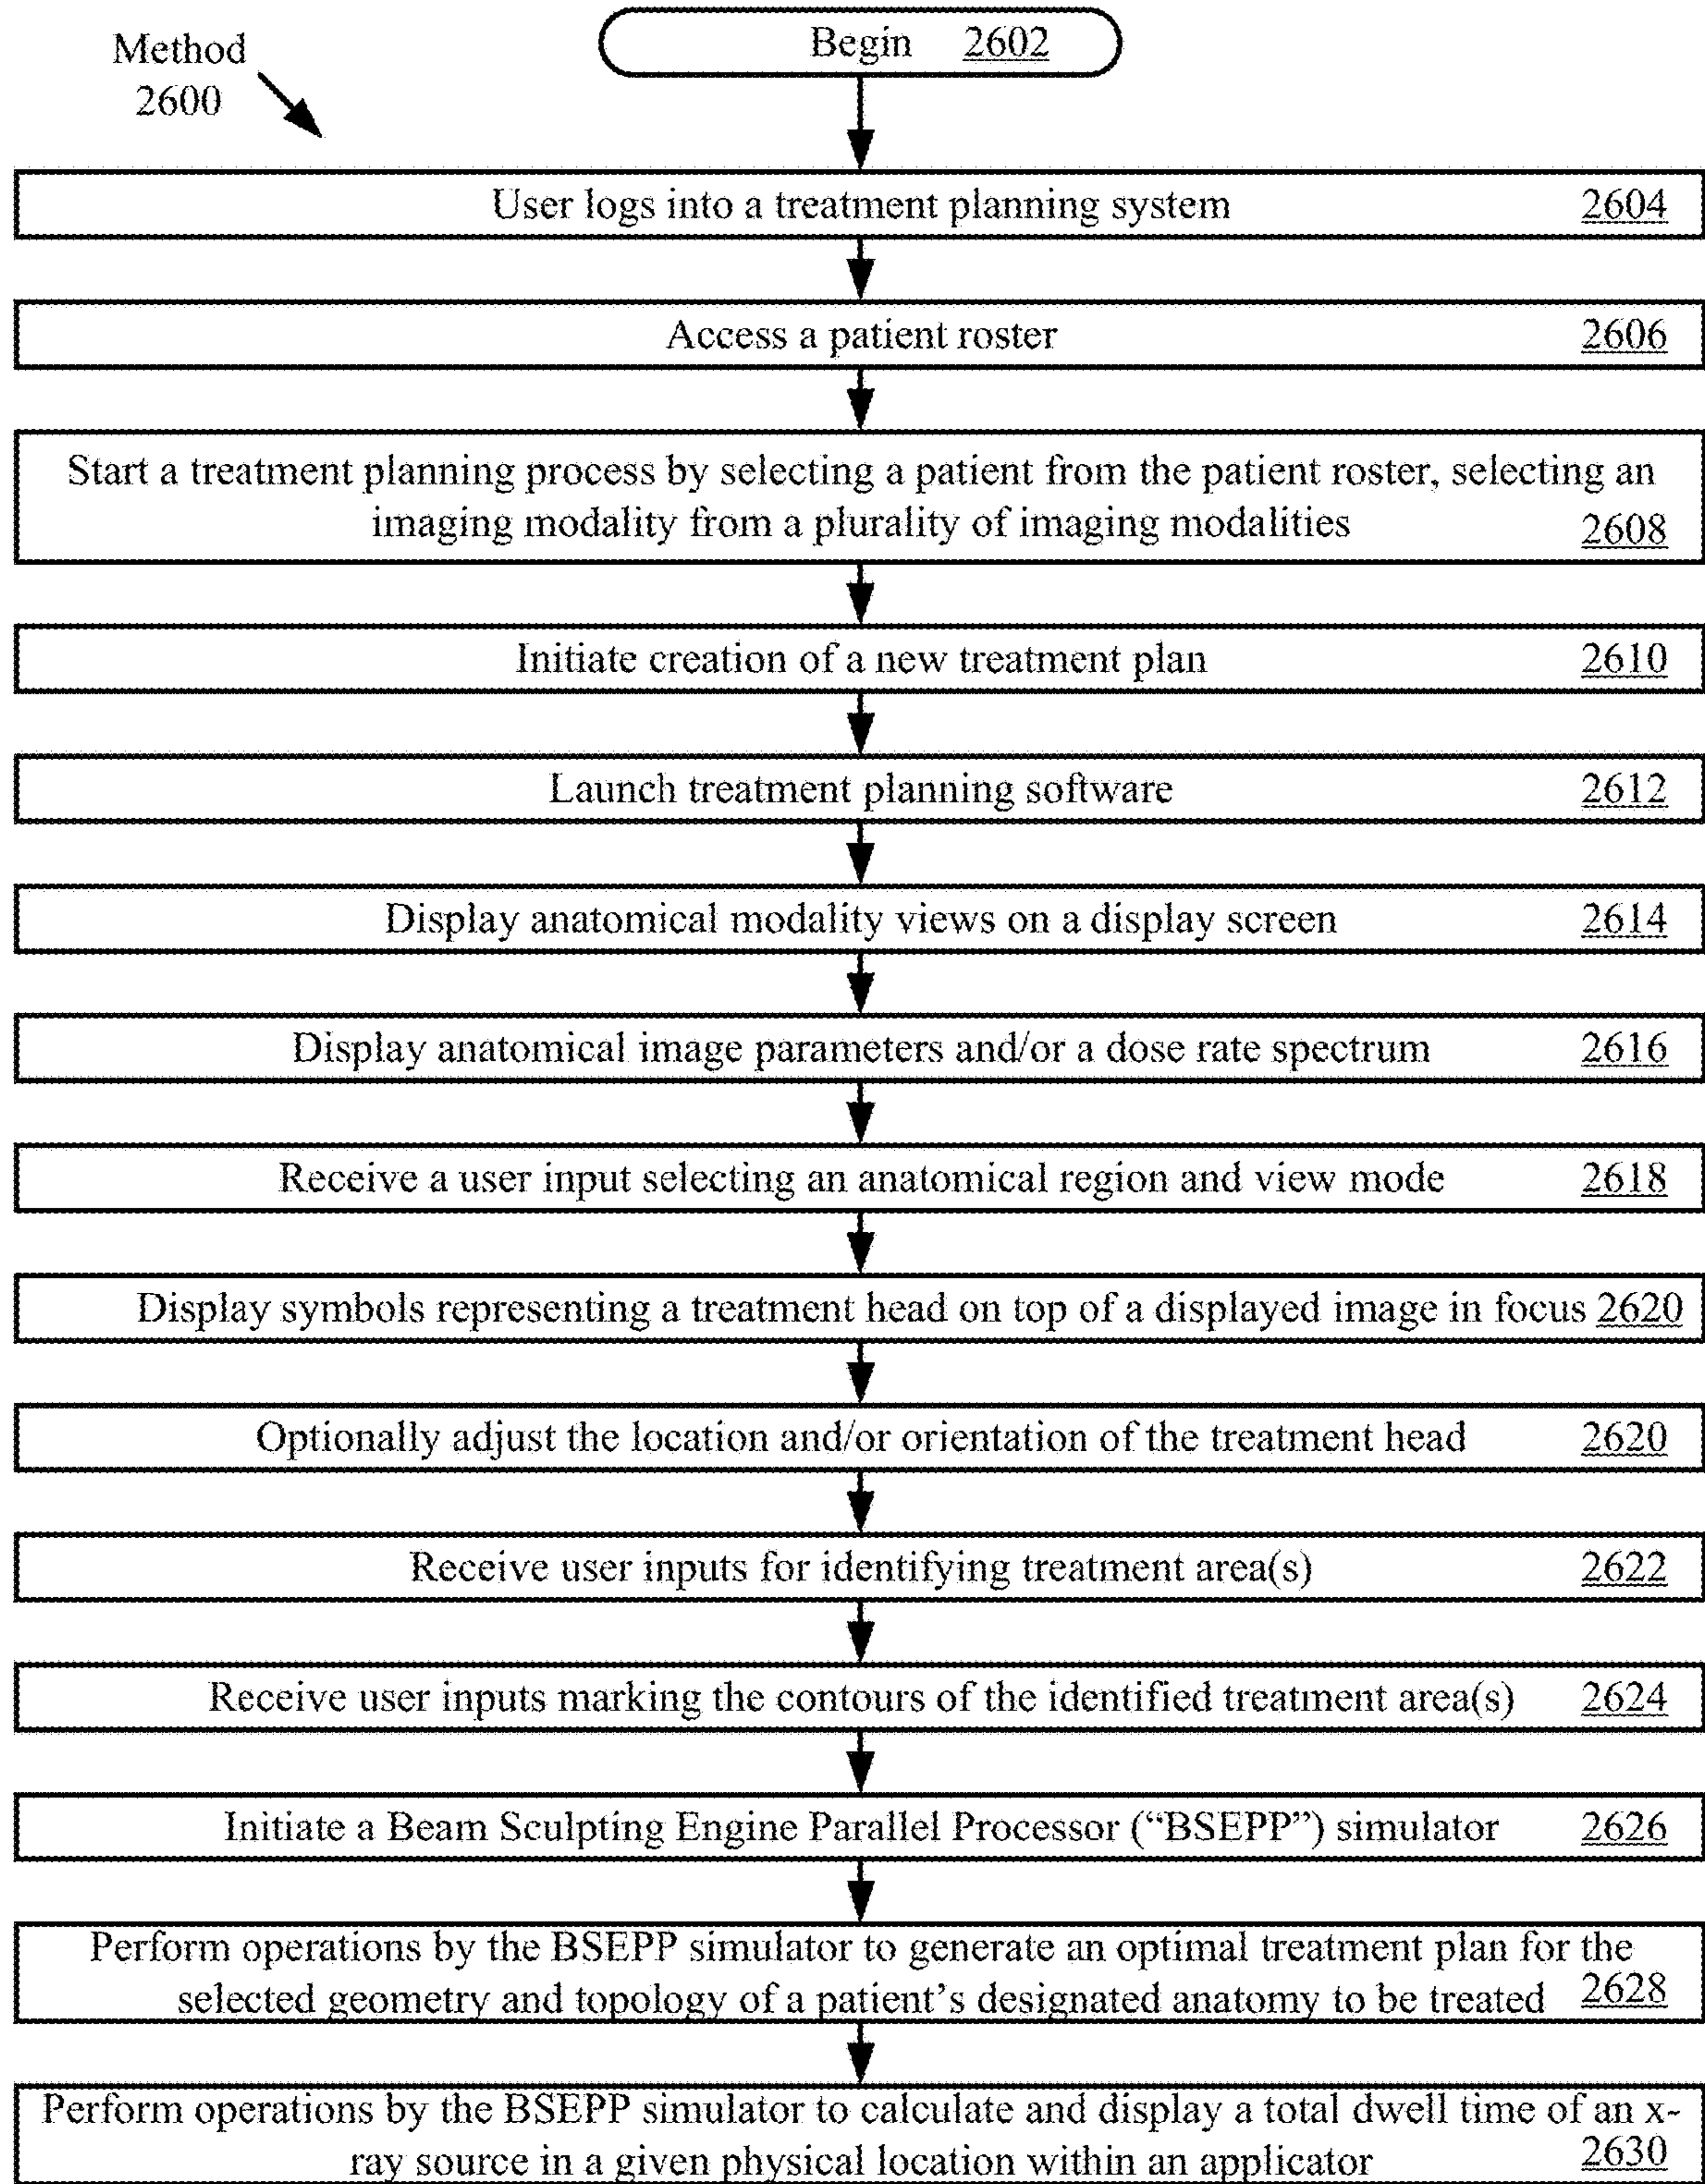 Method
2600
Begin 2602
User logs into a treatment planning system 2604
Access a patient roster 2606
Start a treatment planning process by selecting a patient from the patient roster, selecting an
imaging modality from a plurality of imaging modalities 2608
Initiate creation of a new treatment plan 2610
Launch treatment planning software 2612
Display anatomical modality views on a display screen 2614
Display anatomical image parameters and/or a dose rate spectrum 2616
Receive a user input selecting an anatomical region and view mode 2618
Display symbols representing a treatment head on top of a displayed image in focus 2620
Optionally adjust the location and/or orientation of the treatment head 2620
Receive user inputs for identifying treatment area(s) 2622
Receive user inputs marking the contours of the identified treatment area(s) 2624
Initiate a Beam Sculpting Engine Parallel Processor (“BSEPP”) simulator 2626
Perform operations by the BSEPP simulator to generate an optimal treatment plan for the
selected geometry and topology of a patient’s designated anatomy to be treated 2628
Perform operations by the BSEPP simulator to calculate and display a total dwell time of an x-
ray source in a given physical location within an applicator 2630